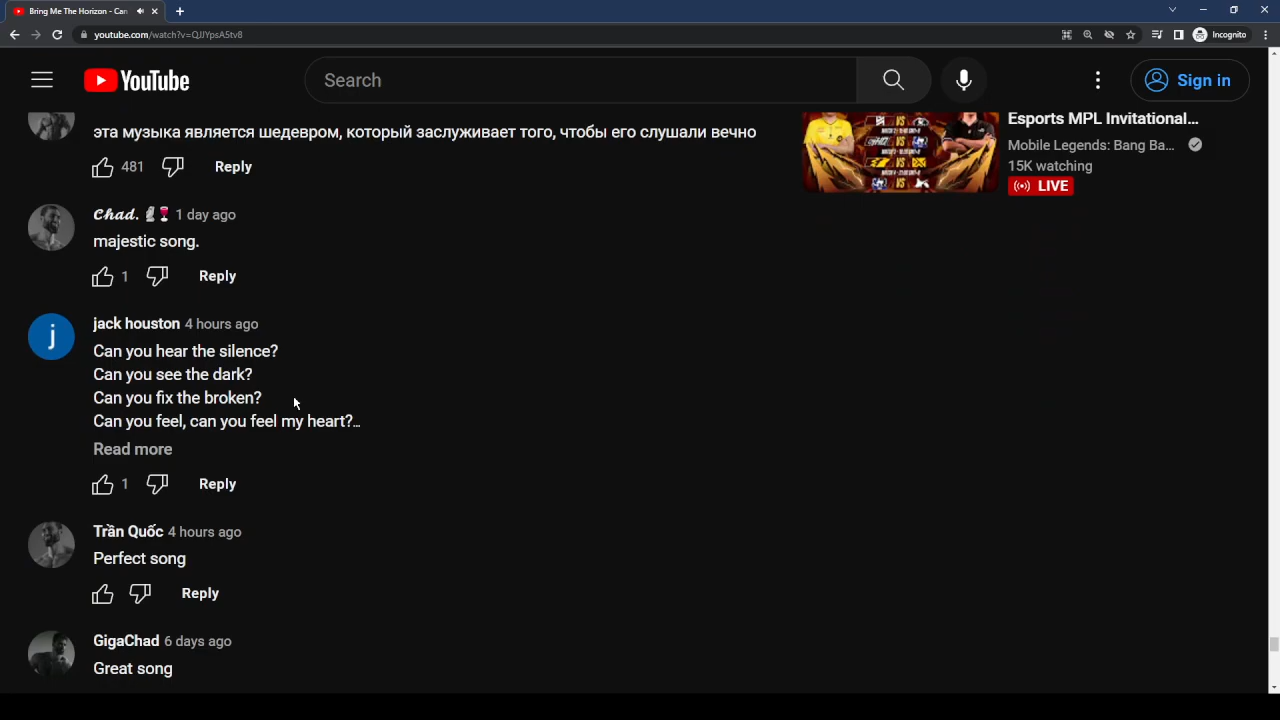 Bring Me The Horizon - Can
youtube.com/watch?v=QJJYpsA5tv8
Incognito
YouTube
Search
Sign in
эта музыка является шедевром, который заслуживает того, чтобы его слушали вечно
481
Reply
Esports MPL Invitational...
Mobile Legends: Bang Ba...
15K watching
LIVE
𝓒𝓱𝓪𝓭. 🗿🍷 1 day ago
majestic song.
1
Reply
j
jack houston 4 hours ago
Can you hear the silence?
Can you see the dark?
Can you fix the broken?
Can you feel, can you feel my heart?...
Read more
1
Reply
Trần Quốc 4 hours ago
Perfect song
Reply
GigaChad 6 days ago
Great song